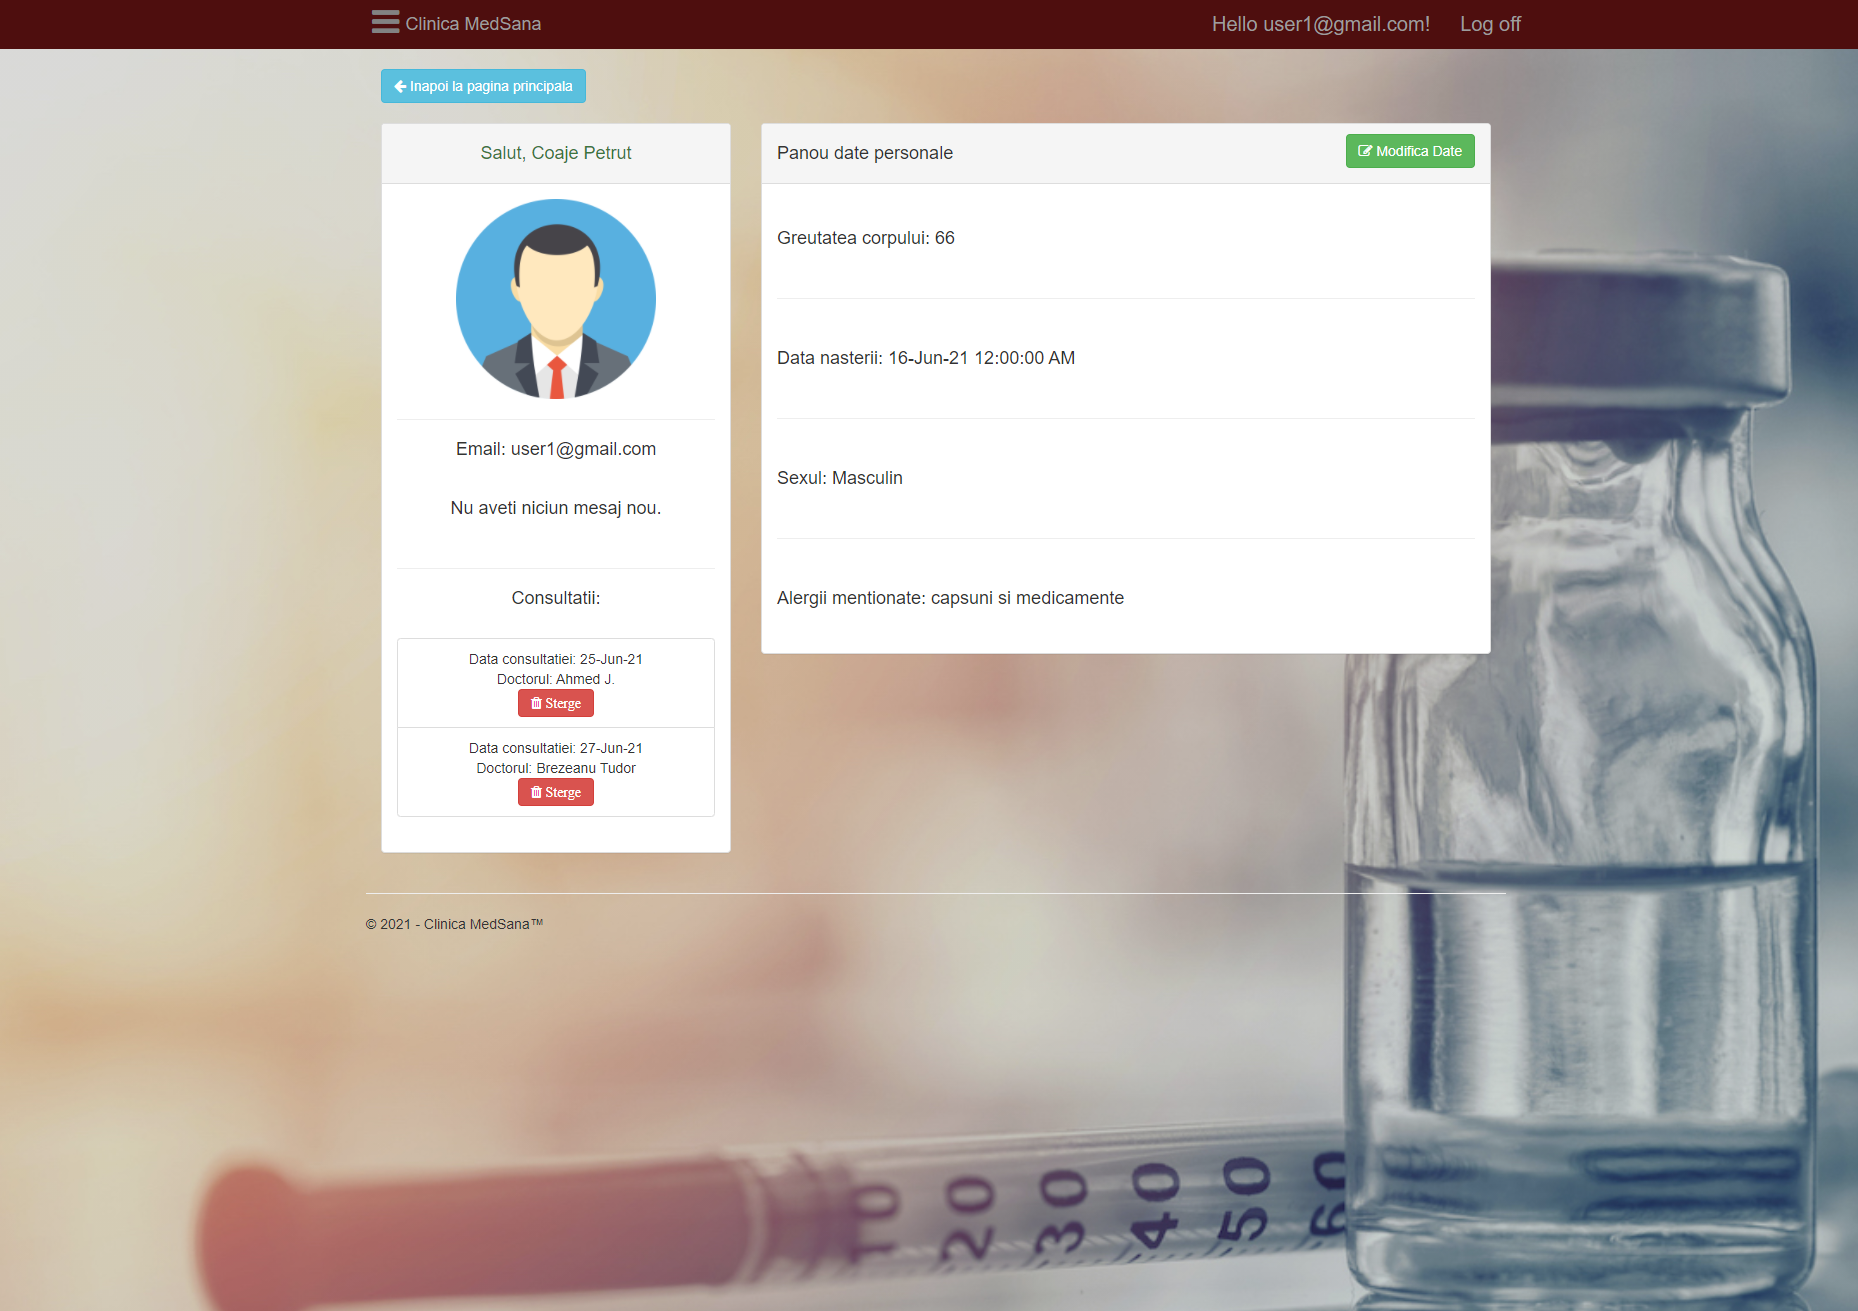 Clinica MedSana
Hello user1@gmail.com!
Log off
Inapoi la pagina principala
Salut, Coaje Petrut
Email: user1@gmail.com
Nu aveti niciun mesaj nou.
Consultatii:
Data consultatiei: 25-Jun-21
Doctorul: Ahmed J.
Sterge
Data consultatiei: 27-Jun-21
Doctorul: Brezeanu Tudor
Sterge
Panou date personale
Modifica Date
Greutatea corpului: 66
Data nasterii: 16-Jun-21 12:00:00 AM
Sexul: Masculin
Alergii mentionate: capsuni si medicamente
© 2021 - Clinica MedSana™
10 20 30 40 50 60